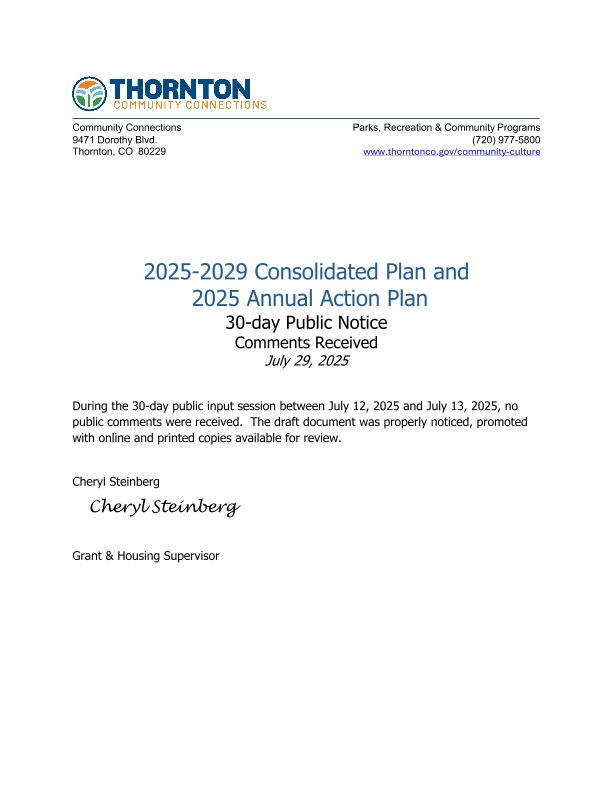 THORNTON
COMMUNITY CONNECTIONS
Community Connections
9471 Dorothy Blvd.
Thornton, CO  80229
Parks, Recreation & Community Programs
(720) 977-5800
www.thorntonco.gov/community-culture
2025-2029 Consolidated Plan and
2025 Annual Action Plan
30-day Public Notice
Comments Received
July 29, 2025
During the 30-day public input session between July 12, 2025 and July 13, 2025, no
public comments were received.  The draft document was properly noticed, promoted
with online and printed copies available for review.
Cheryl Steinberg
Cheryl Steinberg
Grant & Housing Supervisor